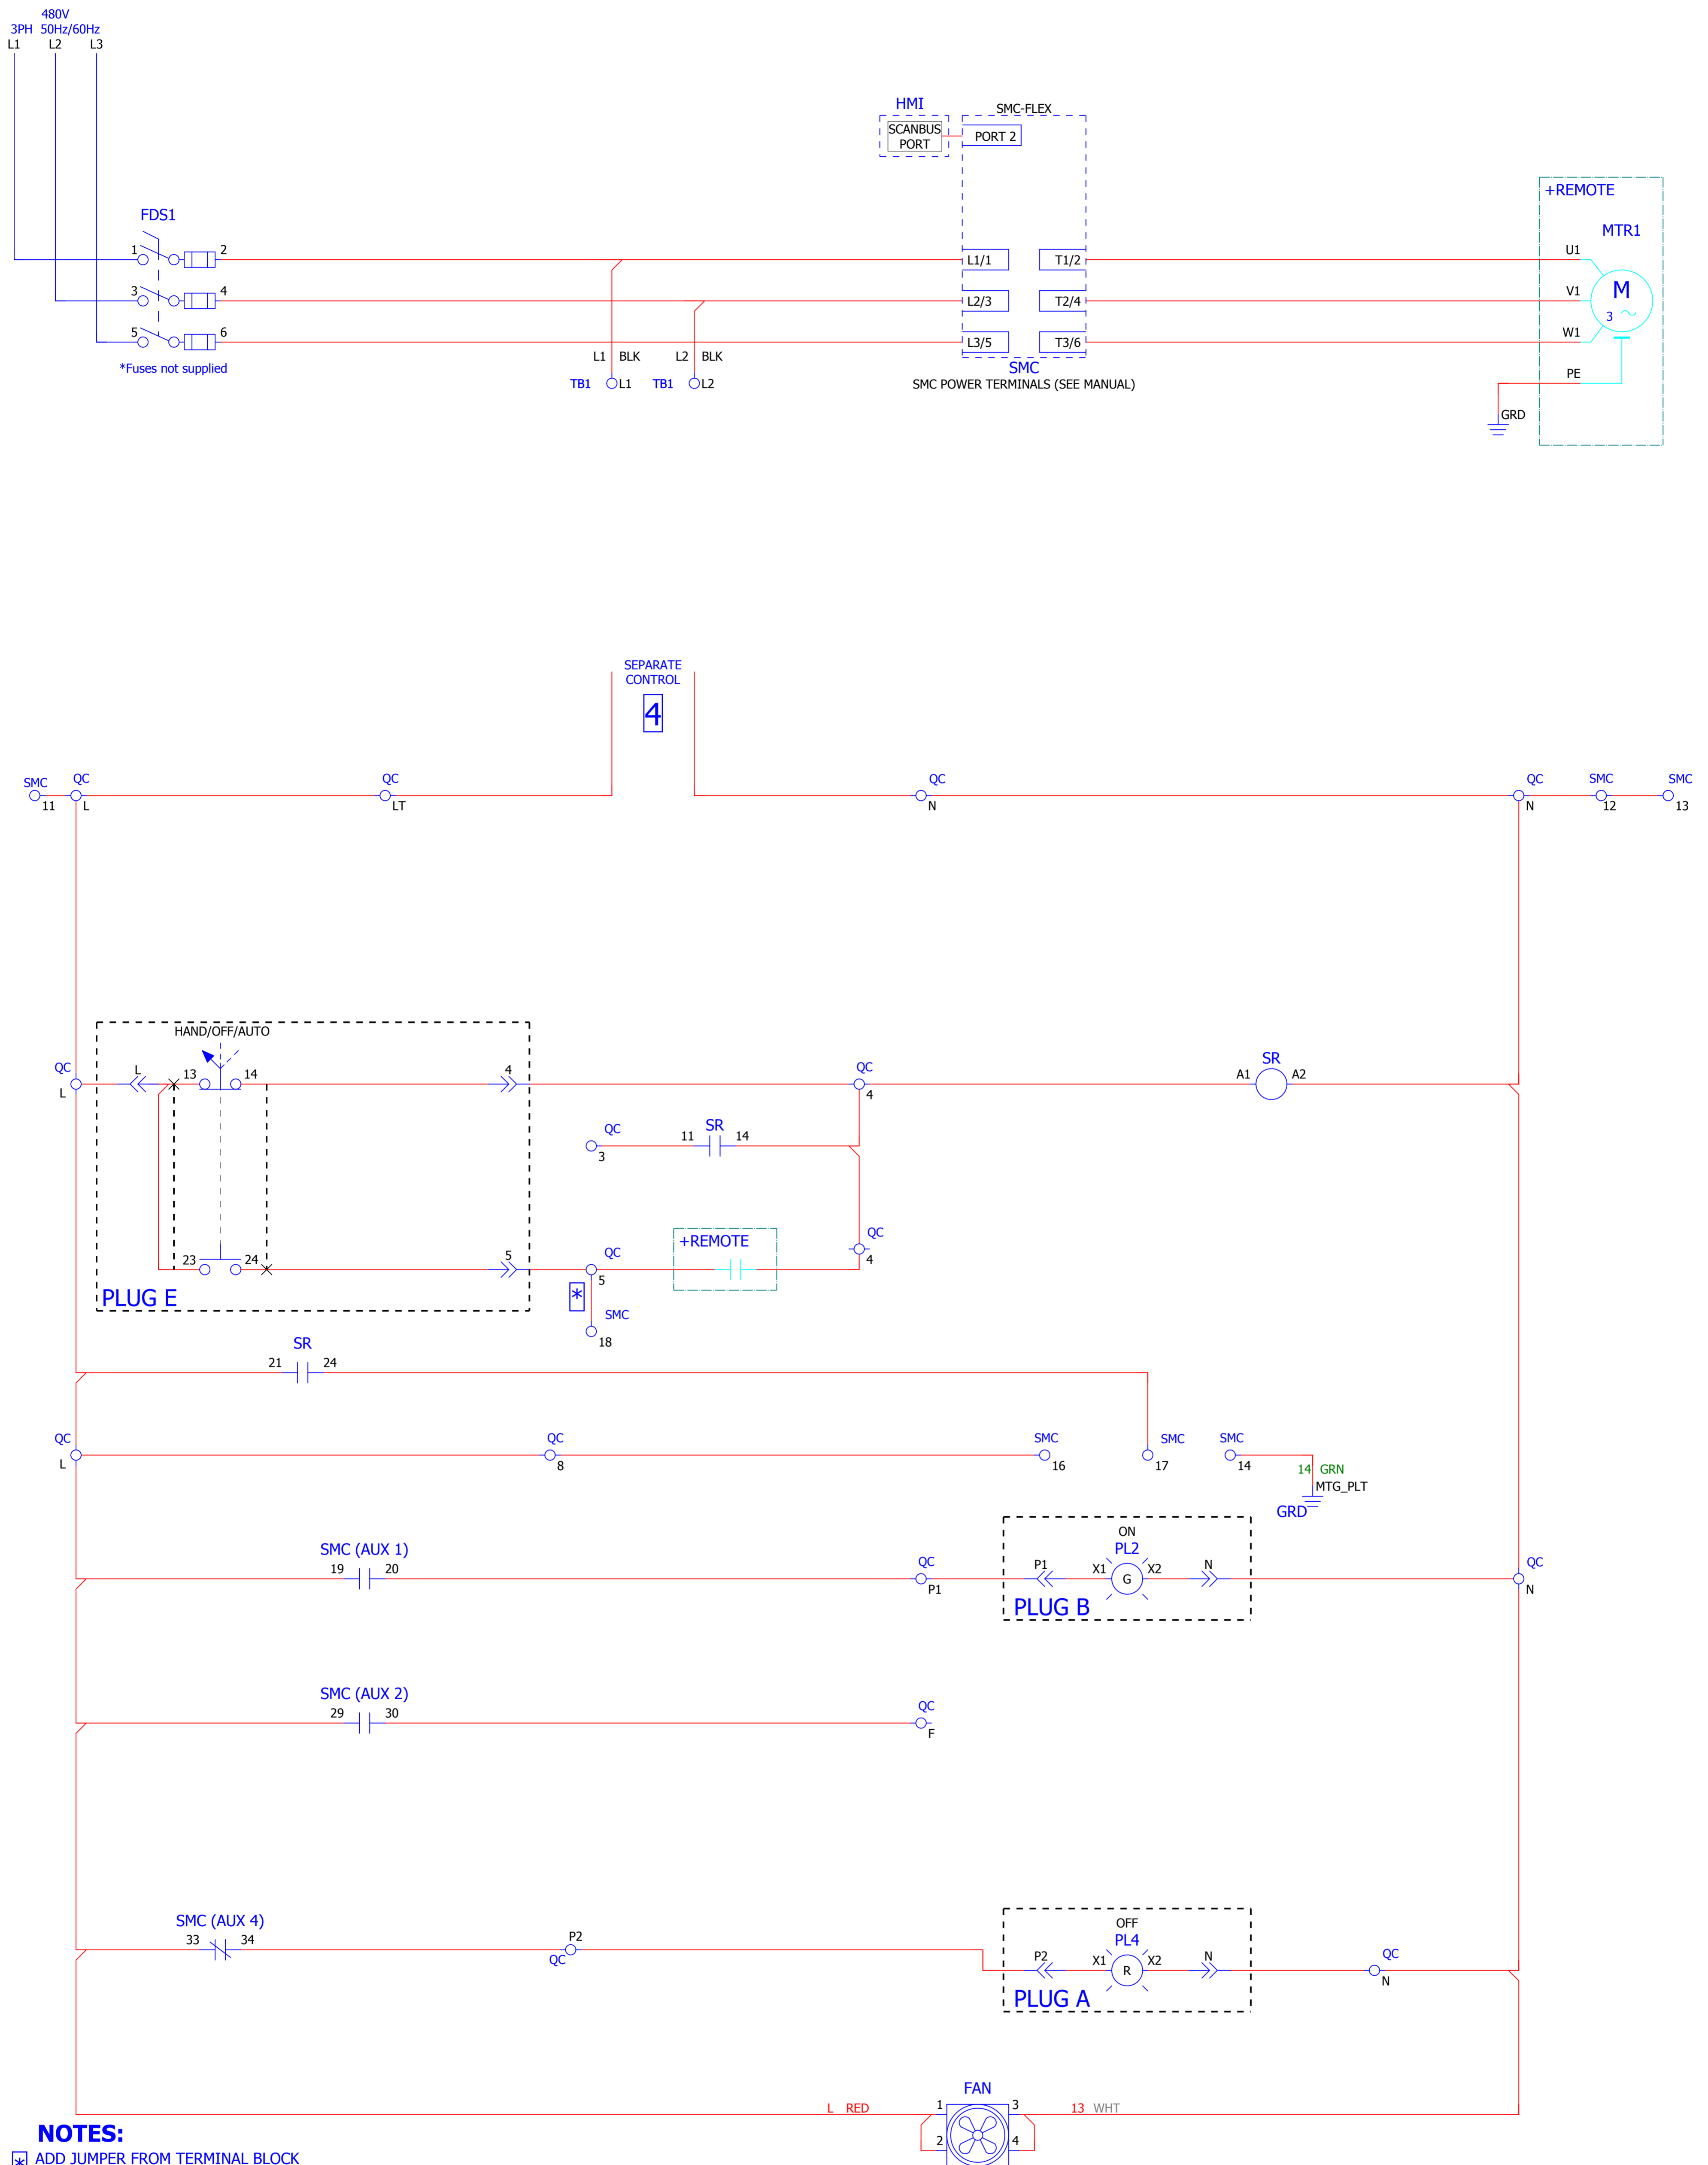 480V
3PH 50Hz/60Hz
L1 L2 L3
HMI
SCANBUS
PORT
SMC-FLEX
PORT 2
+REMOTE
MTR1
FDS1
1 2
3 4
5 6
*Fuses not supplied
L1/1 T1/2
L2/3 T2/4
L3/5 T3/6
U1
V1
W1
M
3
PE
GRD
L1 BLK L2 BLK
TB1 L1 TB1 L2
SMC
SMC POWER TERMINALS (SEE MANUAL)
SEPARATE
CONTROL
4
SMC QC QC QC QC SMC SMC
11 L LT N N 12 13
HAND/OFF/AUTO
QC L 13 14 4 QC SR
L 4 A1 A2
QC SR
3 11 14
QC
4
+REMOTE
23 24 5 QC
5
*
PLUG E
SMC
18
SR
21 24
QC QC SMC SMC SMC
L 8 16 17 14
14 GRN
MTG_PLT
GRD
SMC (AUX 1)
19 20
QC
P1
ON
PL2
P1 X1 G X2 N
PLUG B
QC
N
SMC (AUX 2)
29 30
QC
F
SMC (AUX 4)
33 34
P2
QC
OFF
PL4
P2 X1 R X2 N
PLUG A
QC
N
FAN
L RED 1 3 13 WHT
2 4
NOTES:
* ADD JUMPER FROM TERMINAL BLOCK